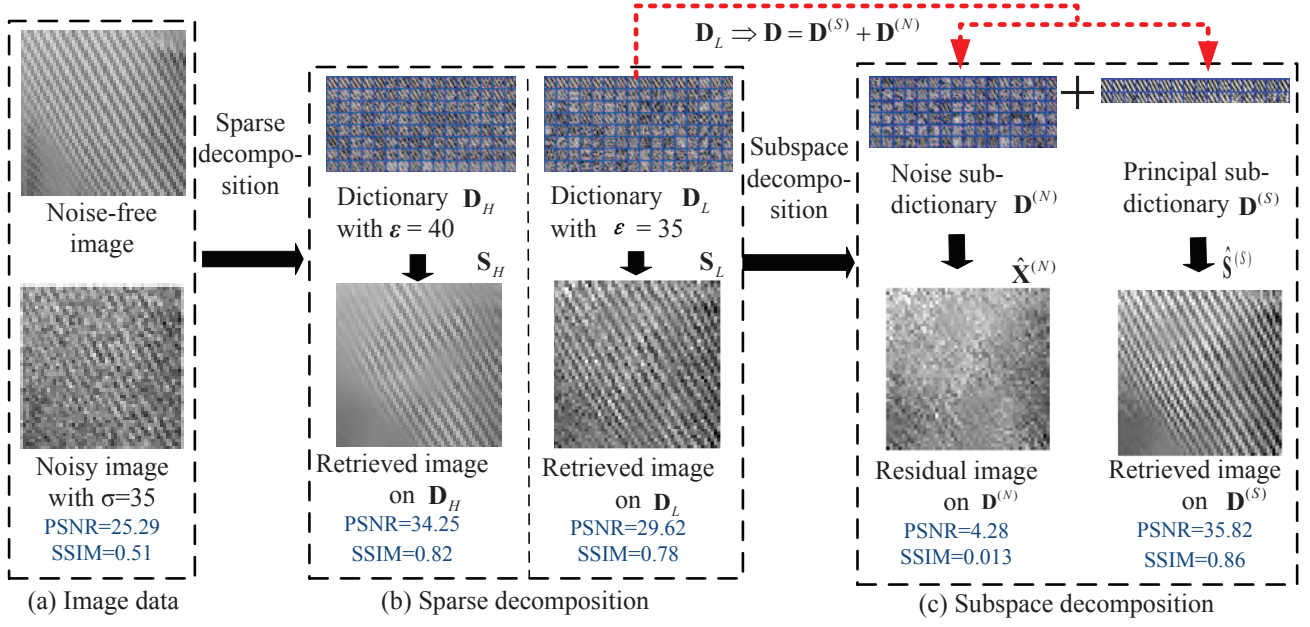 D_L ⇒ D = D^(S) + D^(N)
Noise-free
image
Noisy image
with σ=35
PSNR=25.29
SSIM=0.51
(a) Image data
Sparse
decompo-
sition
Dictionary D_H
with ε = 40
S_H
Retrieved image
on D_H
PSNR=34.25
SSIM=0.82
Dictionary D_L
with ε = 35
S_L
Retrieved image
on D_L
PSNR=29.62
SSIM=0.78
(b) Sparse decomposition
Subspace
decompo-
sition
+
Noise sub-
dictionary D^(N)
X̂^(N)
Residual image
on D^(N)
PSNR=4.28
SSIM=0.013
Principal sub-
dictionary D^(S)
ŝ^(S)
Retrieved image
on D^(S)
PSNR=35.82
SSIM=0.86
(c) Subspace decomposition